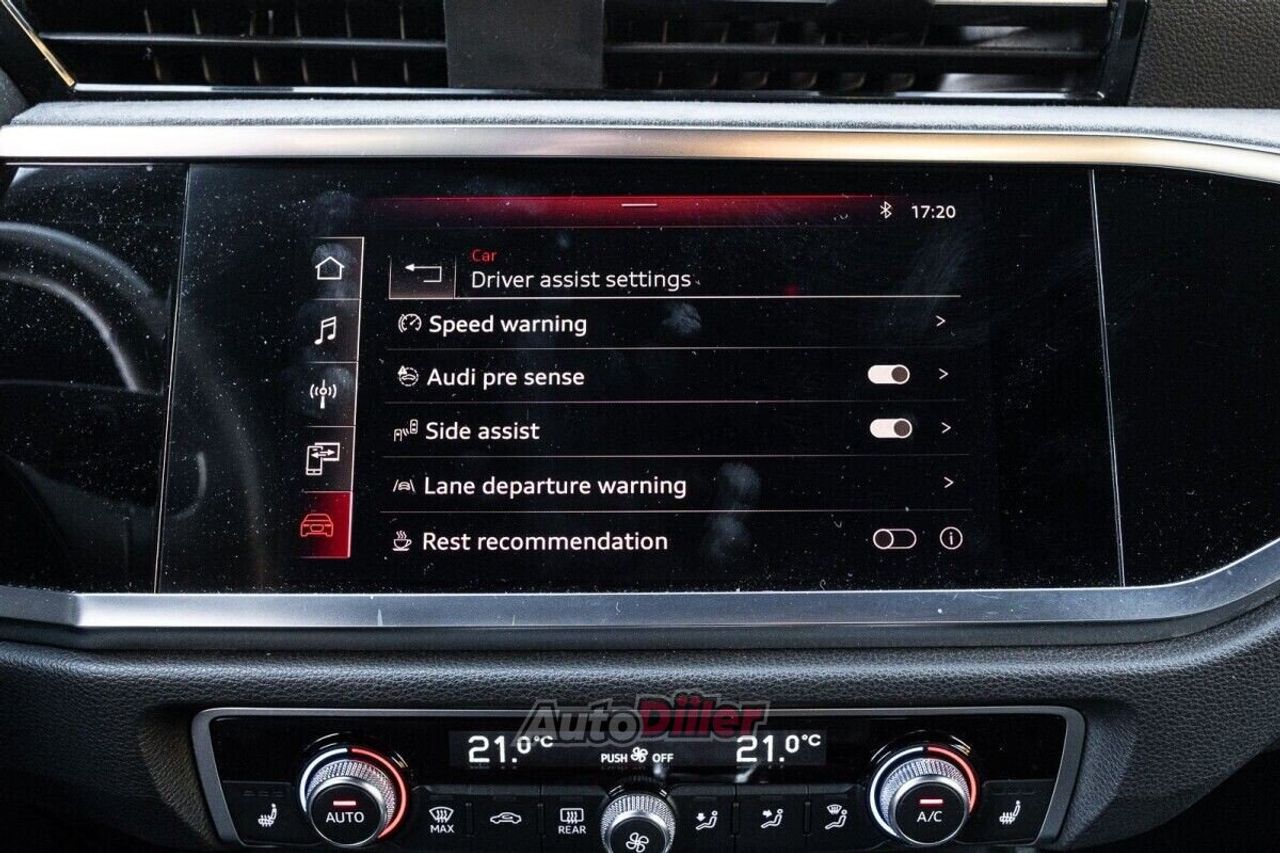 17:20
Car
Driver assist settings
Speed warning
Audi pre sense
Side assist
Lane departure warning
Rest recommendation
AutoDiler
21.0°C
PUSH OFF
21.0°C
AUTO
MAX
REAR
A/C